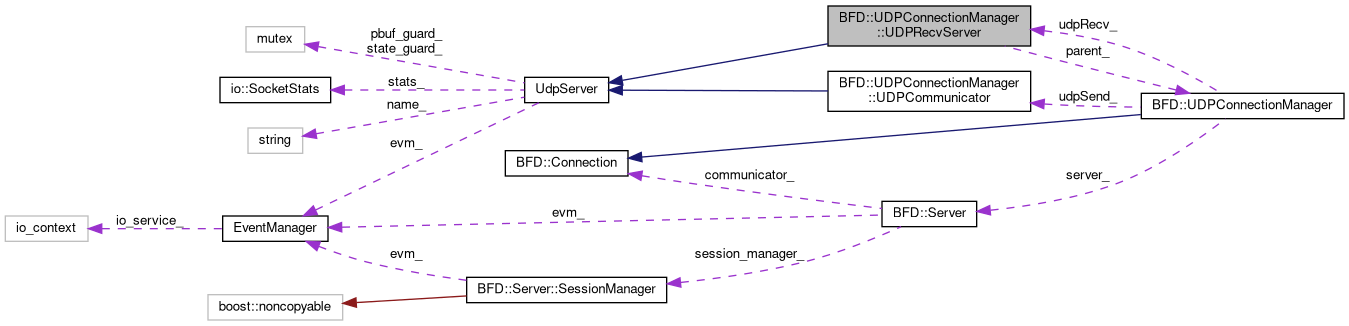 BFD::UDPConnectionManager
::UDPRecvServer
udpRecv_
pbuf_guard_
state_guard_
mutex
parent_
io::SocketStats
stats_
UdpServer
BFD::UDPConnectionManager
::UDPCommunicator
udpSend_
BFD::UDPConnectionManager
name_
string
evm_
BFD::Connection
communicator_
server_
io_context
io_service_
EventManager
evm_
BFD::Server
evm_
session_manager_
BFD::Server::SessionManager
boost::noncopyable